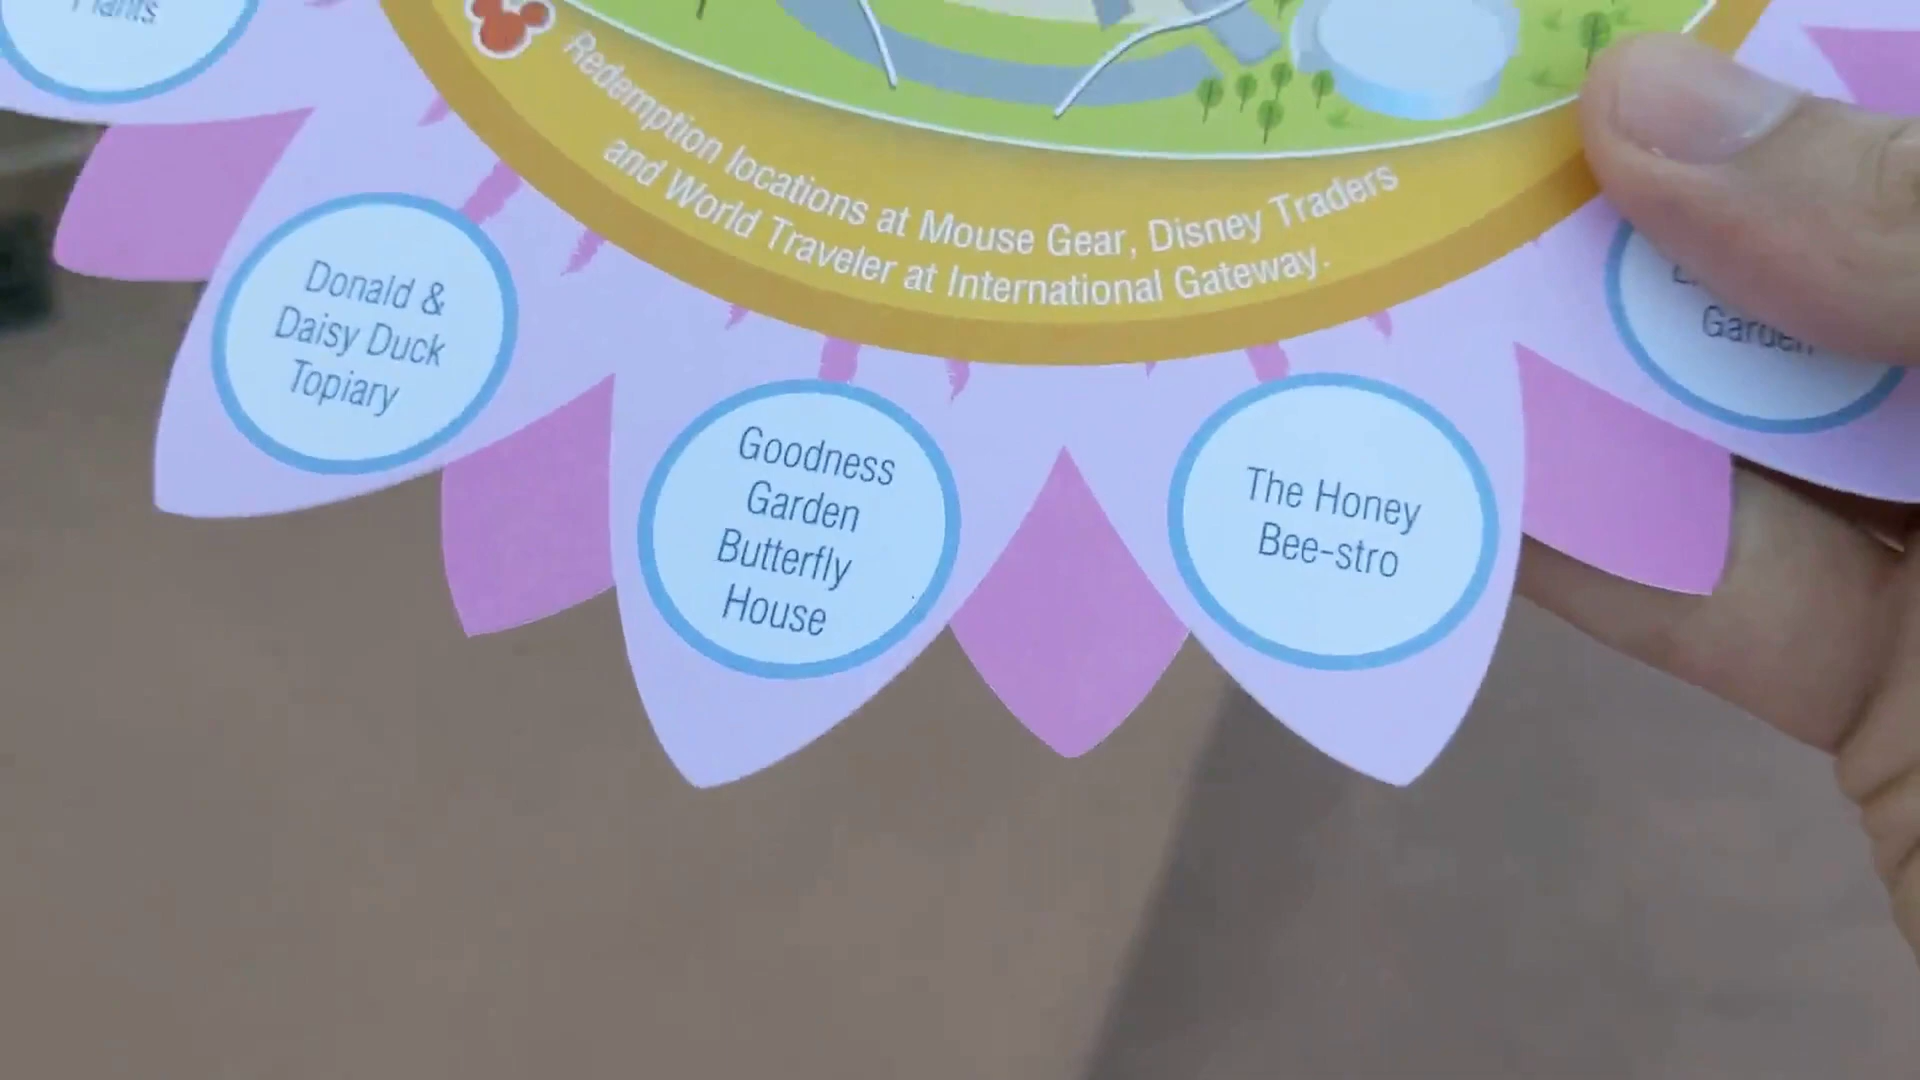 Plants
Redemption locations at Mouse Gear, Disney Traders
and World Traveler at International Gateway.
Donald &
Daisy Duck
Topiary
Goodness
Garden
Butterfly
House
The Honey
Bee-stro
Garden